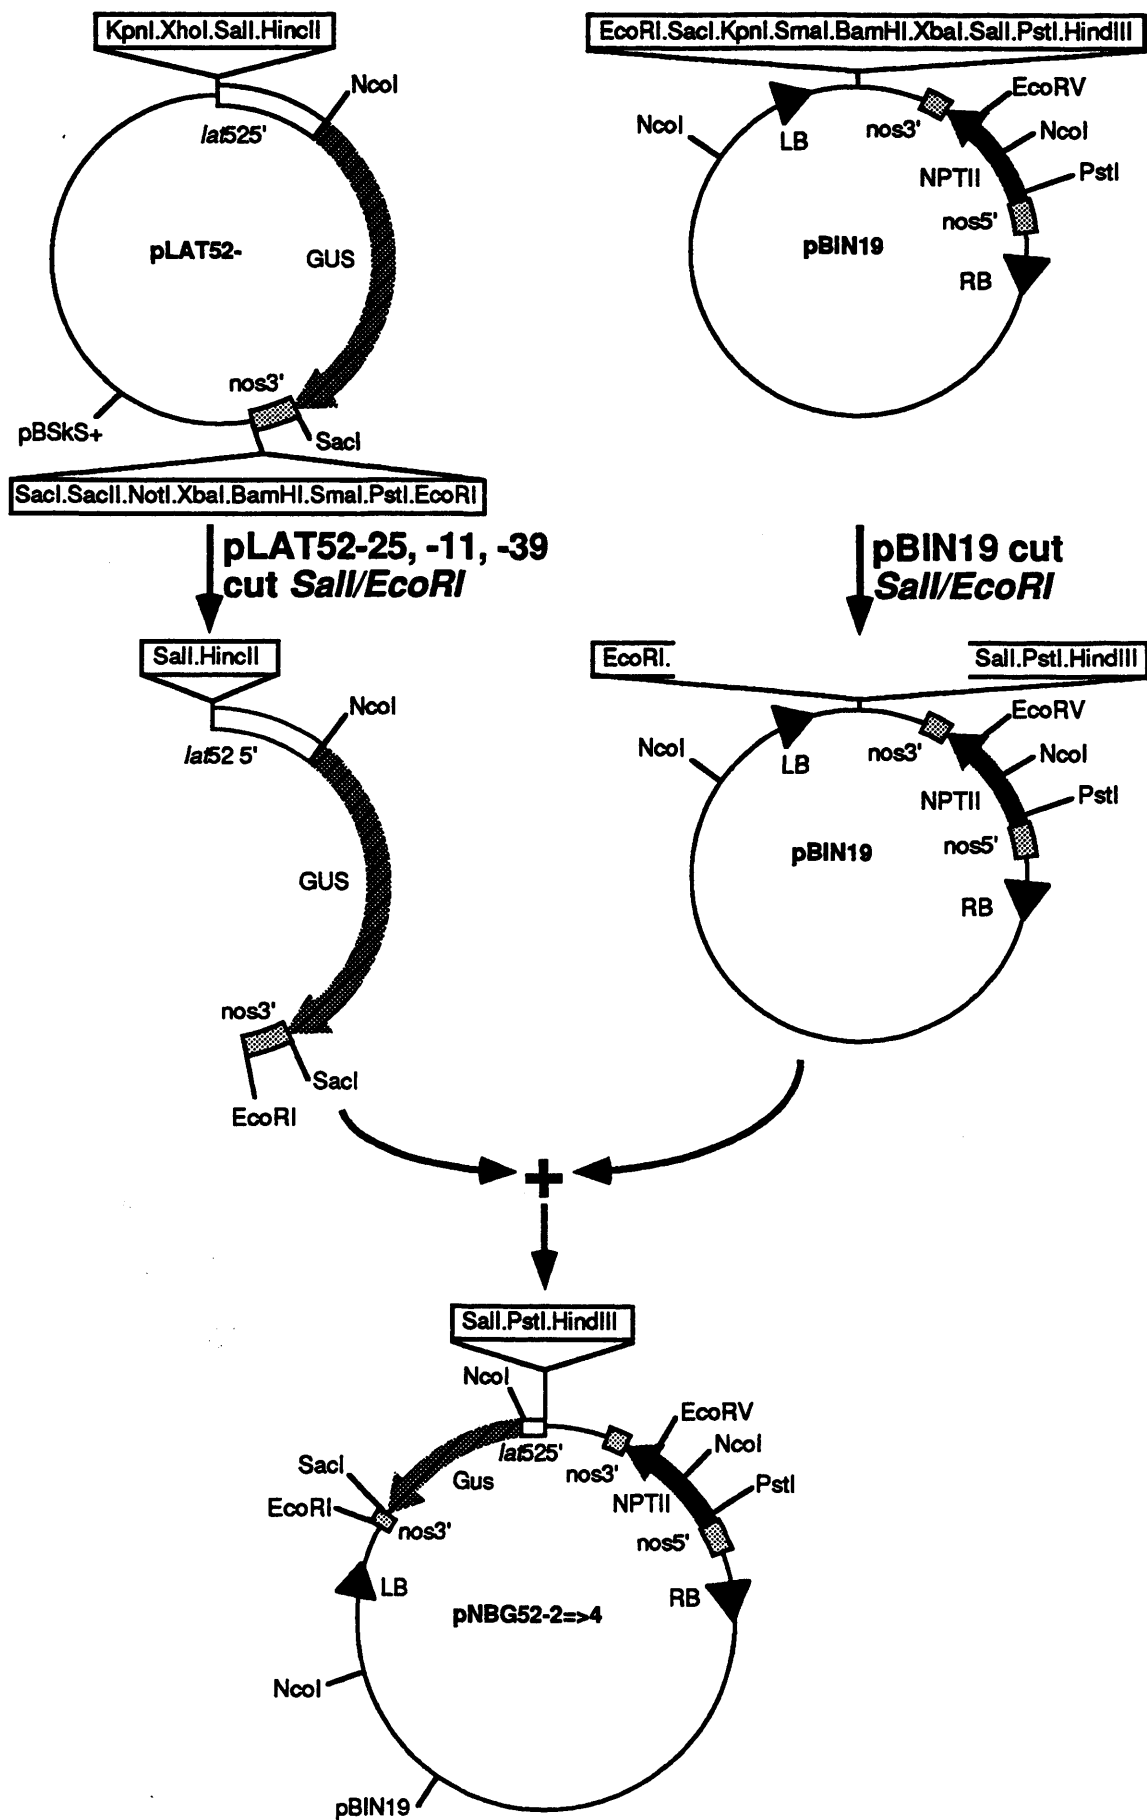 KpnI.XhoI.SalI.HincII
NcoI
lat525'
pLAT52-
GUS
nos3'
pBSkS+
SacI
SacI.SacII.NotI.XbaI.BamHI.SmaI.PstI.EcoRI
EcoRI.SacI.KpnI.SmaI.BamHI.XbaI.SalI.PstI.HindIII
EcoRV
NcoI
LB
nos3'
NcoI
NPTII
PstI
nos5'
pBIN19
RB
pLAT52-25, -11, -39
cut SalI/EcoRI
pBIN19 cut
SalI/EcoRI
SalI.HincII
NcoI
lat52 5'
GUS
nos3'
SacI
EcoRI
EcoRI.
SalI.PstI.HindIII
EcoRV
NcoI
LB
nos3'
NcoI
NPTII
PstI
nos5'
pBIN19
RB
+
SalI.PstI.HindIII
NcoI
EcoRV
lat525'
NcoI
SacI
Gus
nos3'
PstI
EcoRI
NPTII
nos3'
nos5'
LB
RB
pNBG52-2=>4
NcoI
pBIN19